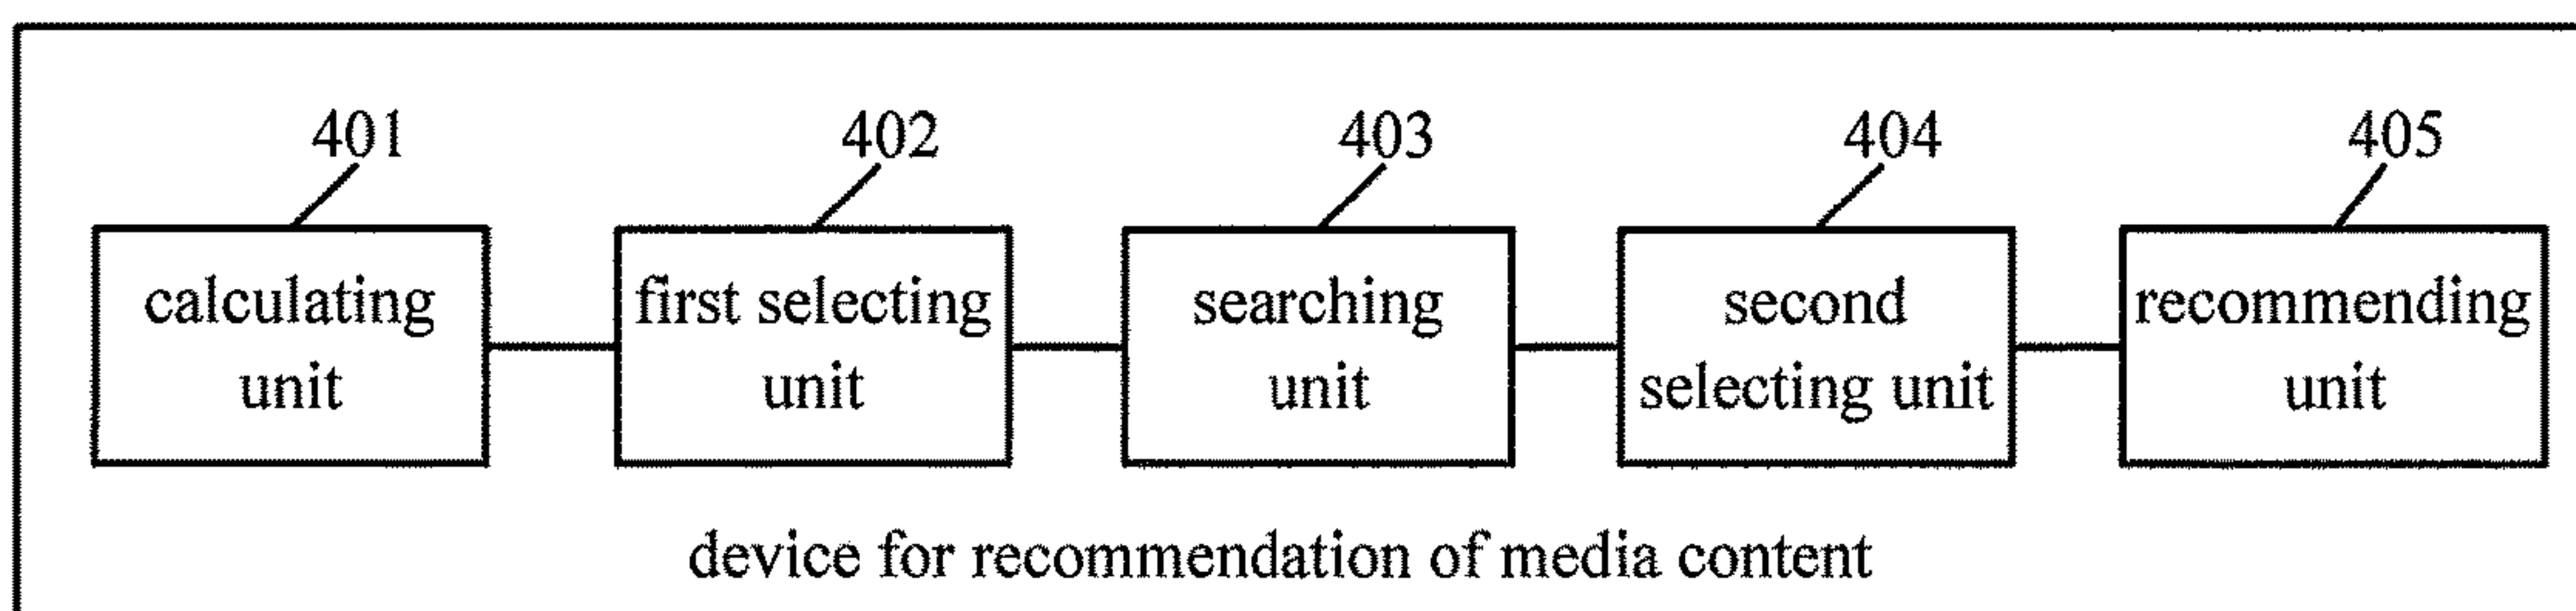 401
402
403
404
405
calculating
unit
first selecting
unit
searching
unit
second
selecting unit
recommending
unit
device for recommendation of media content